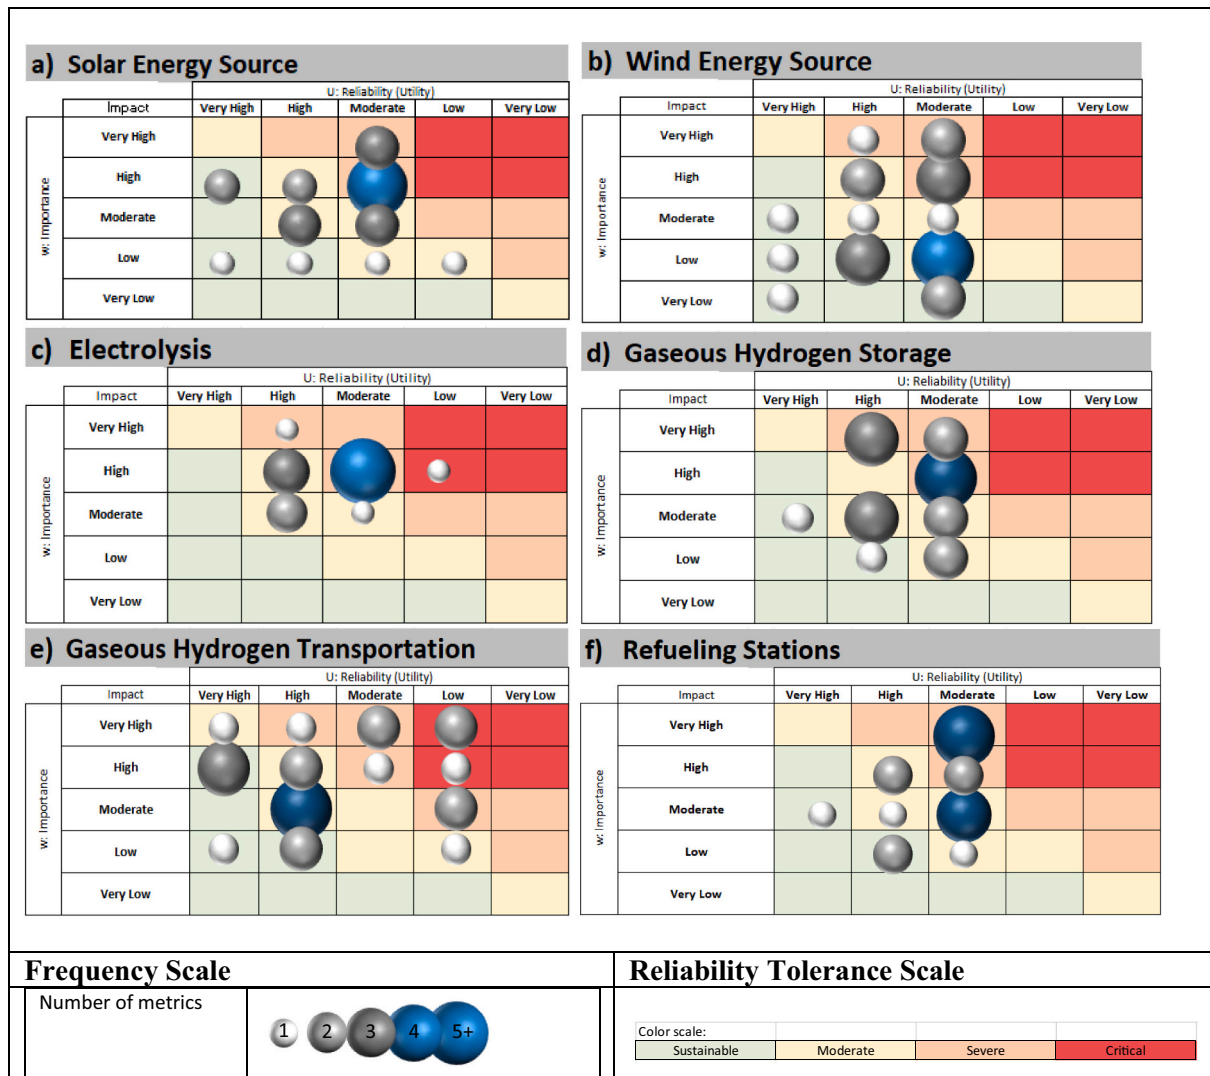 a) Solar Energy Source
U: Reliability (Utility)
Impact Very High High Moderate Low Very Low
w: Importance
Very High
High
Moderate
Low
Very Low
b) Wind Energy Source
U: Reliability (Utility)
Impact Very High High Moderate Low Very Low
w: Importance
Very High
High
Moderate
Low
Very Low
c) Electrolysis
U: Reliability (Utility)
Impact Very High High Moderate Low Very Low
w: Importance
Very High
High
Moderate
Low
Very Low
d) Gaseous Hydrogen Storage
U: Reliability (Utility)
Impact Very High High Moderate Low Very Low
w: Importance
Very High
High
Moderate
Low
Very Low
e) Gaseous Hydrogen Transportation
U: Reliability (Utility)
Impact Very High High Moderate Low Very Low
w: Importance
Very High
High
Moderate
Low
Very Low
f) Refueling Stations
U: Reliability (Utility)
Impact Very High High Moderate Low Very Low
w: Importance
Very High
High
Moderate
Low
Very Low
Frequency Scale
Number of metrics
1 2 3 4 5+
Reliability Tolerance Scale
Color scale:
Sustainable Moderate Severe Critical